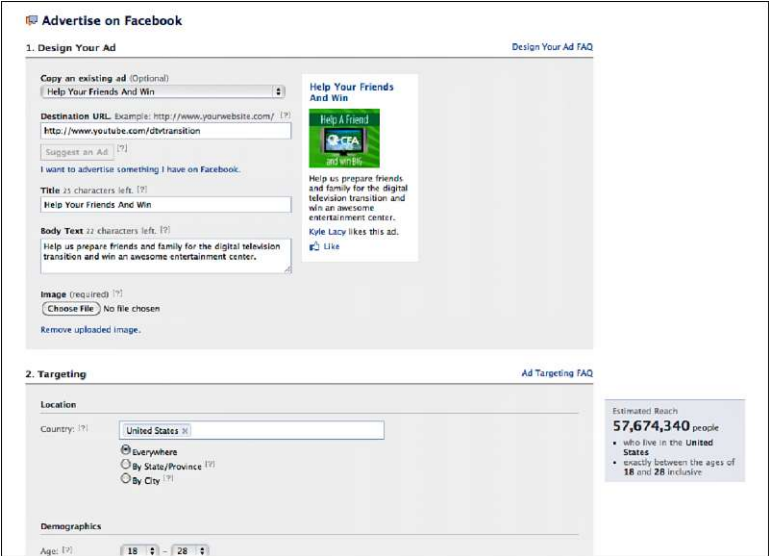 Advertise on Facebook
1. Design Your Ad
Design Your Ad FAQ
Copy an existing ad (Optional)
Help Your Friends And Win
Destination URL. Example: http://www.yourwebsite.com/ [?]
http://www.youtube.com/dtvtransition
Suggest an Ad [?]
I want to advertise something I have on Facebook.
Title 25 characters left. [?]
Help Your Friends And Win
Body Text 22 characters left. [?]
Help us prepare friends and family for the digital television
transition and win an awesome entertainment center.
Image (required) [?]
Choose File No file chosen
Remove uploaded image.
Help Your Friends
And Win
Help A Friend
CEA
and win BIG
Help us prepare friends
and family for the digital
television transition and
win an awesome
entertainment center.
Kyle Lacy likes this ad.
Like
2. Targeting
Ad Targeting FAQ
Location
Country: [?]
United States x
Everywhere
By State/Province [?]
By City [?]
Demographics
Age: [?]
18 – 28
Estimated Reach
57,674,340 people
• who live in the United
States
• exactly between the ages of
18 and 28 inclusive